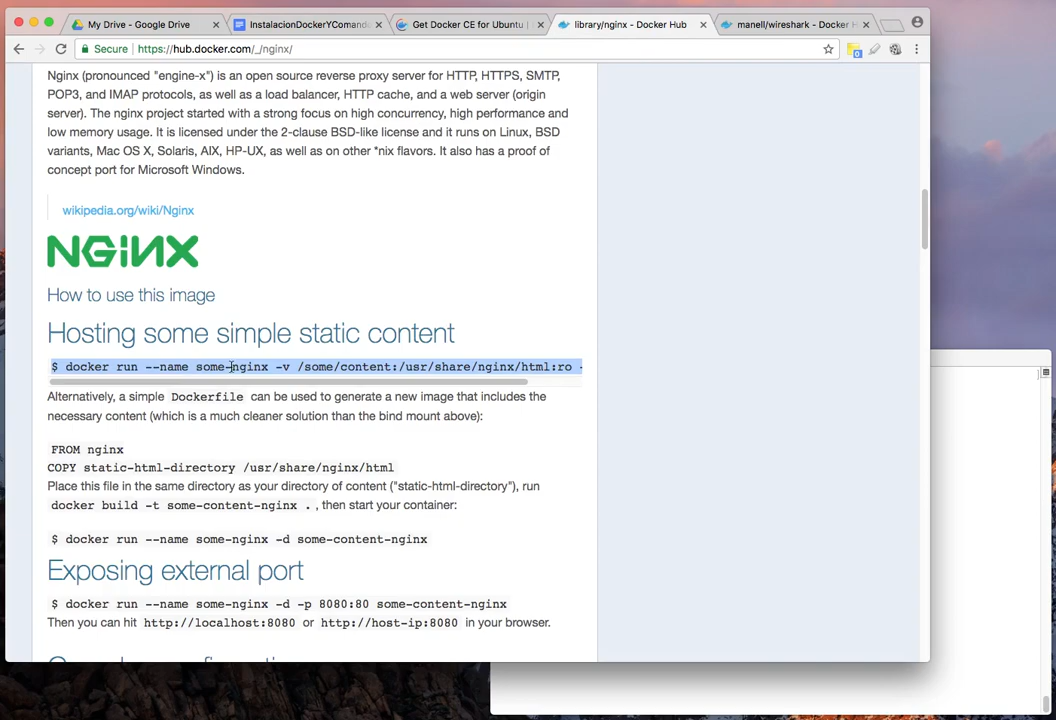 My Drive - Google Drive
InstalacionDockerYComand
Get Docker CE for Ubuntu |
library/nginx - Docker Hub
manell/wireshark - Docker H
Secure https://hub.docker.com/_/nginx/
Nginx (pronounced "engine-x") is an open source reverse proxy server for HTTP, HTTPS, SMTP,
POP3, and IMAP protocols, as well as a load balancer, HTTP cache, and a web server (origin
server). The nginx project started with a strong focus on high concurrency, high performance and
low memory usage. It is licensed under the 2-clause BSD-like license and it runs on Linux, BSD
variants, Mac OS X, Solaris, AIX, HP-UX, as well as on other *nix flavors. It also has a proof of
concept port for Microsoft Windows.
wikipedia.org/wiki/Nginx
NGINX
How to use this image
Hosting some simple static content
$ docker run --name some-nginx -v /some/content:/usr/share/nginx/html:ro -
Alternatively, a simple Dockerfile can be used to generate a new image that includes the
necessary content (which is a much cleaner solution than the bind mount above):
FROM nginx
COPY static-html-directory /usr/share/nginx/html
Place this file in the same directory as your directory of content ("static-html-directory"), run
docker build -t some-content-nginx . , then start your container:
$ docker run --name some-nginx -d some-content-nginx
Exposing external port
$ docker run --name some-nginx -d -p 8080:80 some-content-nginx
Then you can hit http://localhost:8080 or http://host-ip:8080 in your browser.